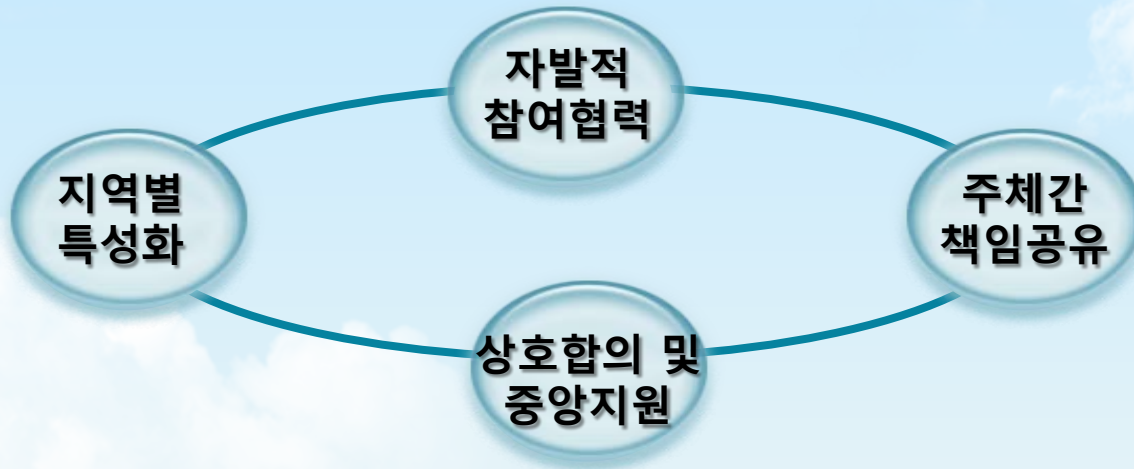 자발적
참여협력
지역별
특성화
주체간
책임공유
상호합의 및
중앙지원